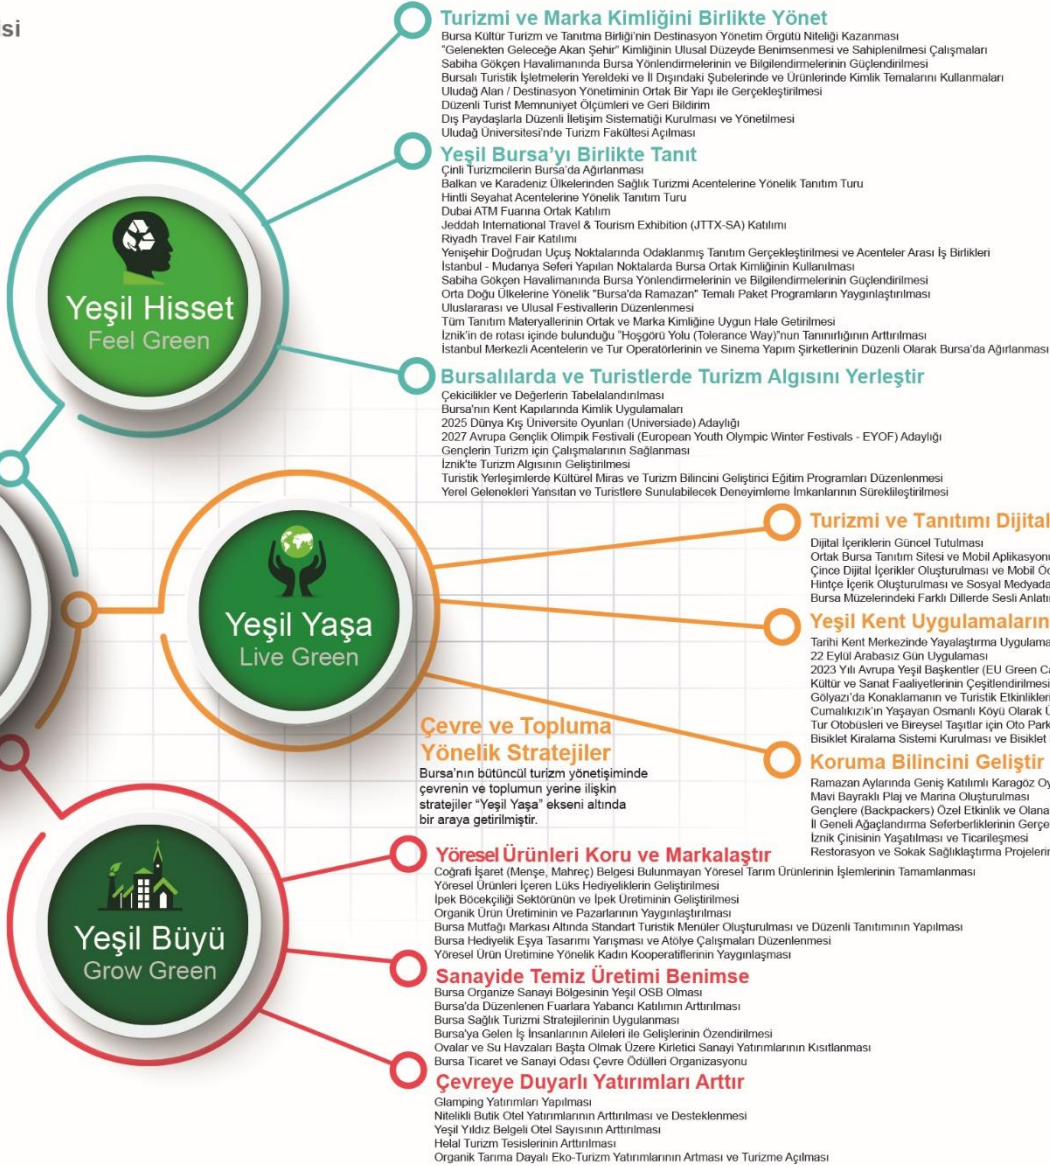 isi
Turizmi ve Marka Kimliğini Birlikte Yönet
Bursa Kültür Turizm ve Tanıtma Birliği'nin Destinasyon Yönetim Örgütü Niteliği Kazanması
"Gelenekten Geleceğe Akan Şehir" Kimliğinin Ulusal Düzeyde Benimsenmesi ve Sahiplenilmesi Çalışmaları
Sabiha Gökçen Havalimanında Bursa Yönlendirmelerinin ve Bilgilendirmelerinin Güçlendirilmesi
Bursalı Turistik İşletmelerin Yereldeki ve İl Dışındaki Şubelerinde ve Ürünlerinde Kimlik Temalarını Kullanmaları
Uludağ Alan / Destinasyon Yönetiminin Ortak Bir Yapı ile Gerçekleştirilmesi
Düzenli Turist Memnuniyet Ölçümleri ve Geri Bildirim
Dış Paydaşlarla Düzenli İletişim Sistematiği Kurulması ve Yönetilmesi
Uludağ Üniversitesi'nde Turizm Fakültesi Açılması
Yeşil Bursa'yı Birlikte Tanıt
Çinli Turizmcilerin Bursa'da Ağırlanması
Balkan ve Karadeniz Ülkelerinden Sağlık Turizmi Acentelerine Yönelik Tanıtım Turu
Hintli Seyahat Acentelerine Yönelik Tanıtım Turu
Dubai ATM Fuarına Ortak Katılım
Jeddah International Travel & Tourism Exhibition (JTTX-SA) Katılımı
Riyadh Travel Fair Katılımı
Yenişehir Doğrudan Uçuş Noktalarında Odaklanmış Tanıtım Gerçekleştirilmesi ve Acenteler Arası İş Birlikleri
İstanbul - Mudanya Seferi Yapılan Noktalarda Bursa Ortak Kimliğinin Kullanılması
Sabiha Gökçen Havalimanında Bursa Yönlendirmelerinin ve Bilgilendirmelerinin Güçlendirilmesi
Orta Doğu Ülkelerine Yönelik "Bursa'da Ramazan" Temalı Paket Programların Yaygınlaştırılması
Uluslararası ve Ulusal Festivallerin Düzenlenmesi
Tüm Tanıtım Materyallerinin Ortak ve Marka Kimliğine Uygun Hale Getirilmesi
İznik'in de rotası içinde bulunduğu "Hoşgörü Yolu (Tolerance Way)"nun Tanınırlığının Arttırılması
İstanbul Merkezli Acentelerin ve Tur Operatörlerinin ve Sinema Yapım Şirketlerinin Düzenli Olarak Bursa'da Ağırlanması
Yeşil Hisset
Feel Green
Bursalılarda ve Turistlerde Turizm Algısını Yerleştir
Çekicilikler ve Değerlerin Tabelalandırılması
Bursa'nın Kent Kapılarında Kimlik Uygulamaları
2025 Dünya Kış Üniversite Oyunları (Universiade) Adaylığı
2027 Avrupa Gençlik Olimpik Festivali (European Youth Olympic Winter Festivals - EYOF) Adaylığı
Gençlerin Turizm için Çalışmalarının Sağlanması
İznik'te Turizm Algısının Geliştirilmesi
Turistik Yerleşimlerde Kültürel Miras ve Turizm Bilincini Geliştirici Eğitim Programları Düzenlenmesi
Yerel Gelenekleri Yansıtan ve Turistlere Sunulabilecek Deneyimleme İmkanlarının Sürekliliştirilmesi
Yeşil Yaşa
Live Green
Turizmi ve Tanıtımı Dijital
Dijital İçeriklerin Güncel Tutulması
Ortak Bursa Tanıtım Sitesi ve Mobil Aplikasyonu
Çince Dijital İçerikler Oluşturulması ve Mobil Öd
Hintçe İçerik Oluşturulması ve Sosyal Medyada
Bursa Müzelerindeki Farklı Dillerde Sesli Anlatı
Yeşil Kent Uygulamaların
Tarihi Kent Merkezinde Yayalaştırma Uygulama
22 Eylül Arabasız Gün Uygulaması
2023 Yılı Avrupa Yeşil Başkentler (EU Green Ca
Kültür ve Sanat Faaliyetlerinin Çeşitlendirilmesi
Gölyazı'da Konaklamanın ve Turistik Etkinlikleri
Cumalıkızık'ın Yaşayan Osmanlı Köyü Olarak Ü
Tur Otobüsleri ve Bireysel Taşıtlar için Oto Park
Bisiklet Kiralama Sistemi Kurulması ve Bisiklet
Koruma Bilincini Geliştir
Ramazan Aylarında Geniş Katılımlı Karagöz Oy
Mavi Bayraklı Plaj ve Marina Oluşturulması
Gençlere (Backpackers) Özel Etkinlik ve Olana
İl Geneli Ağaçlandırma Seferberliklerinin Gerçe
İznik Çinisinin Yaşatılması ve Ticarileşmesi
Restorasyon ve Sokak Sağlıklaştırma Projelerin
Çevre ve Topluma
Yönelik Stratejiler
Bursa'nın bütüncül turizm yönetişiminde
çevrenin ve toplumun yerine ilişkin
stratejiler "Yeşil Yaşa" ekseni altında
bir araya getirilmiştir.
Yeşil Büyü
Grow Green
Yöresel Ürünleri Koru ve Markalaştır
Coğrafi İşaret (Menşe, Mahreç) Belgesi Bulunmayan Yöresel Tarım Ürünlerinin İşlemlerinin Tamamlanması
Yöresel Ürünleri İçeren Lüks Hediyeliklerin Geliştirilmesi
İpek Böcekçiliği Sektörünün ve İpek Üretiminin Geliştirilmesi
Organik Ürün Üretiminin ve Pazarlarının Yaygınlaştırılması
Bursa Mutfağı Markası Altında Standart Turistik Menüler Oluşturulması ve Düzenli Tanıtımının Yapılması
Bursa Hediyelik Eşya Tasarımı Yarışması ve Atölye Çalışmaları Düzenlenmesi
Yöresel Ürün Üretimine Yönelik Kadın Kooperatiflerinin Yaygınlaşması
Sanayide Temiz Üretimi Benimse
Bursa Organize Sanayi Bölgesinin Yeşil OSB Olması
Bursa'da Düzenlenen Fuarlara Yabancı Katılımın Arttırılması
Bursa Sağlık Turizmi Stratejilerinin Uygulanması
Bursa'ya Gelen İş İnsanlarının Aileleri ile Gelişlerinin Özendirilmesi
Ovalar ve Su Havzaları Başta Olmak Üzere Kirletici Sanayi Yatırımlarının Kısıtlanması
Bursa Ticaret ve Sanayi Odası Çevre Ödülleri Organizasyonu
Çevreye Duyarlı Yatırımları Arttır
Glamping Yatırımları Yapılması
Nitelikli Butik Otel Yatırımlarının Arttırılması ve Desteklenmesi
Yeşil Yıldız Belgeli Otel Sayısının Arttırılması
Helal Turizm Tesislerinin Arttırılması
Organik Tarıma Dayalı Eko-Turizm Yatırımlarının Artması ve Turizme Açılması